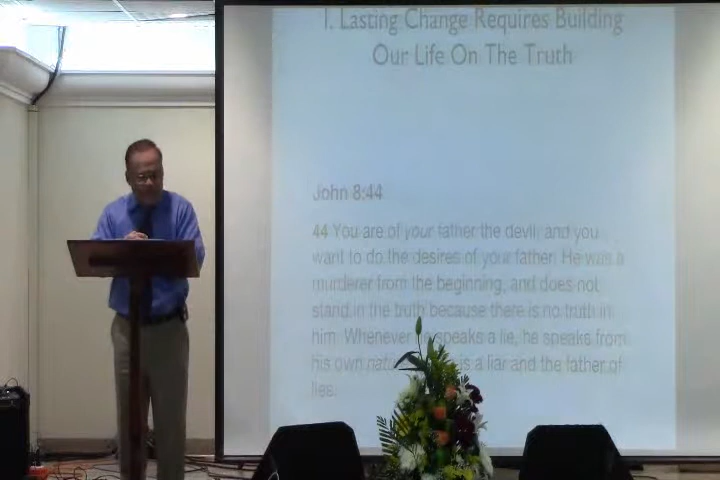 1. Lasting Change Requires Building
Our Life On The Truth
John 8:44
44 You are of your father the devil, and you
want to do the desires of your father. He was a
murderer from the beginning, and does not
stand in the truth because there is no truth in
him. Whenever speaks a lie, he speaks from
his own is a liar and the father of
lies.